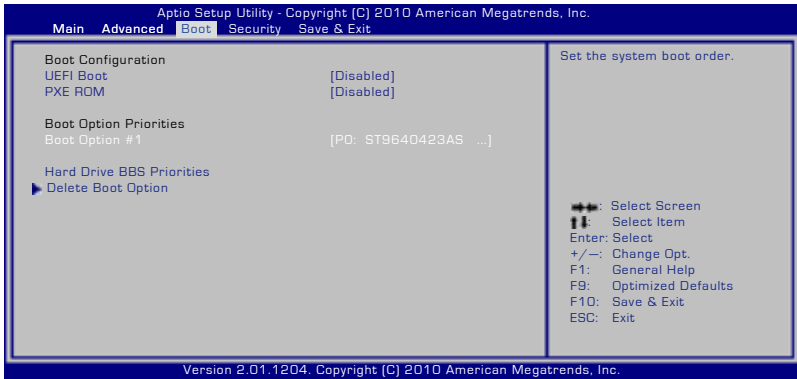 Aptio Setup Utility - Copyright (C) 2010 American Megatrends, Inc.
Main Advanced Boot Security Save & Exit
Boot Configuration
UEFI Boot [Disabled]
PXE ROM [Disabled]
Boot Option Priorities
Boot Option #1 [P0: ST9640423AS ...]
Hard Drive BBS Priorities
Delete Boot Option
Set the system boot order.
→←: Select Screen
↑↓: Select Item
Enter: Select
+/—: Change Opt.
F1: General Help
F9: Optimized Defaults
F10: Save & Exit
ESC: Exit
Version 2.01.1204. Copyright (C) 2010 American Megatrends, Inc.